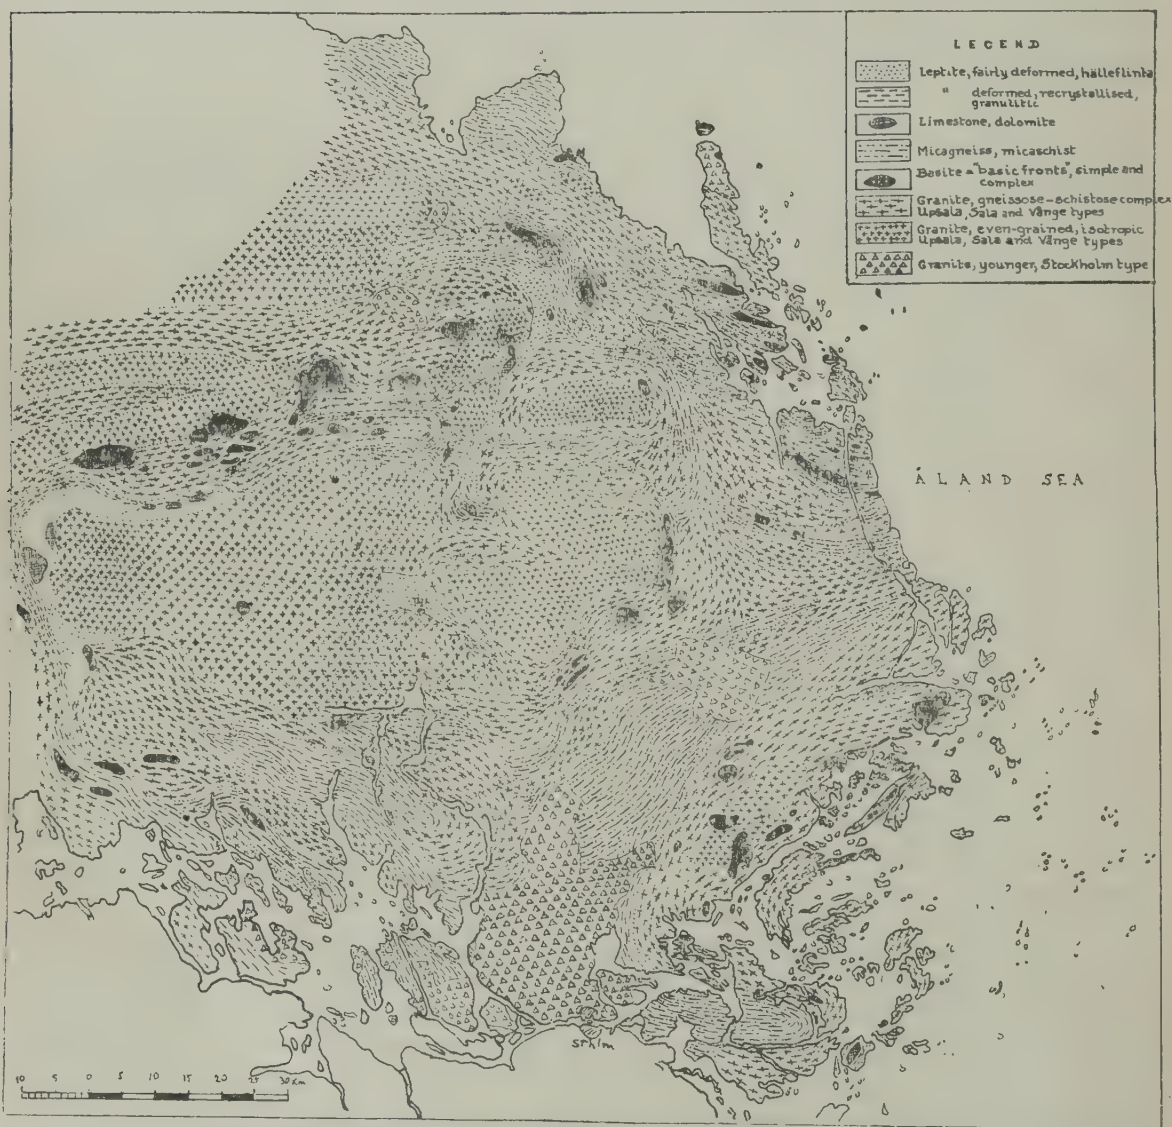 LEGEND
Leptite, fairly deformed, hälleflinta
" deformed, recrystallised,
granulitic
Limestone, dolomite
Micagneiss, micaschist
Basite = "basic fronts", simple and
complex
Granite, gneissose-schistose complex
Upsala, Sala and Vånge types
Granite, even-grained, isotropic
Upsala, Sala and Vånge types
Granite, younger, Stockholm type
ÅLAND SEA
Sthlm
10 5 0 5 10 15 20 25 30 Km